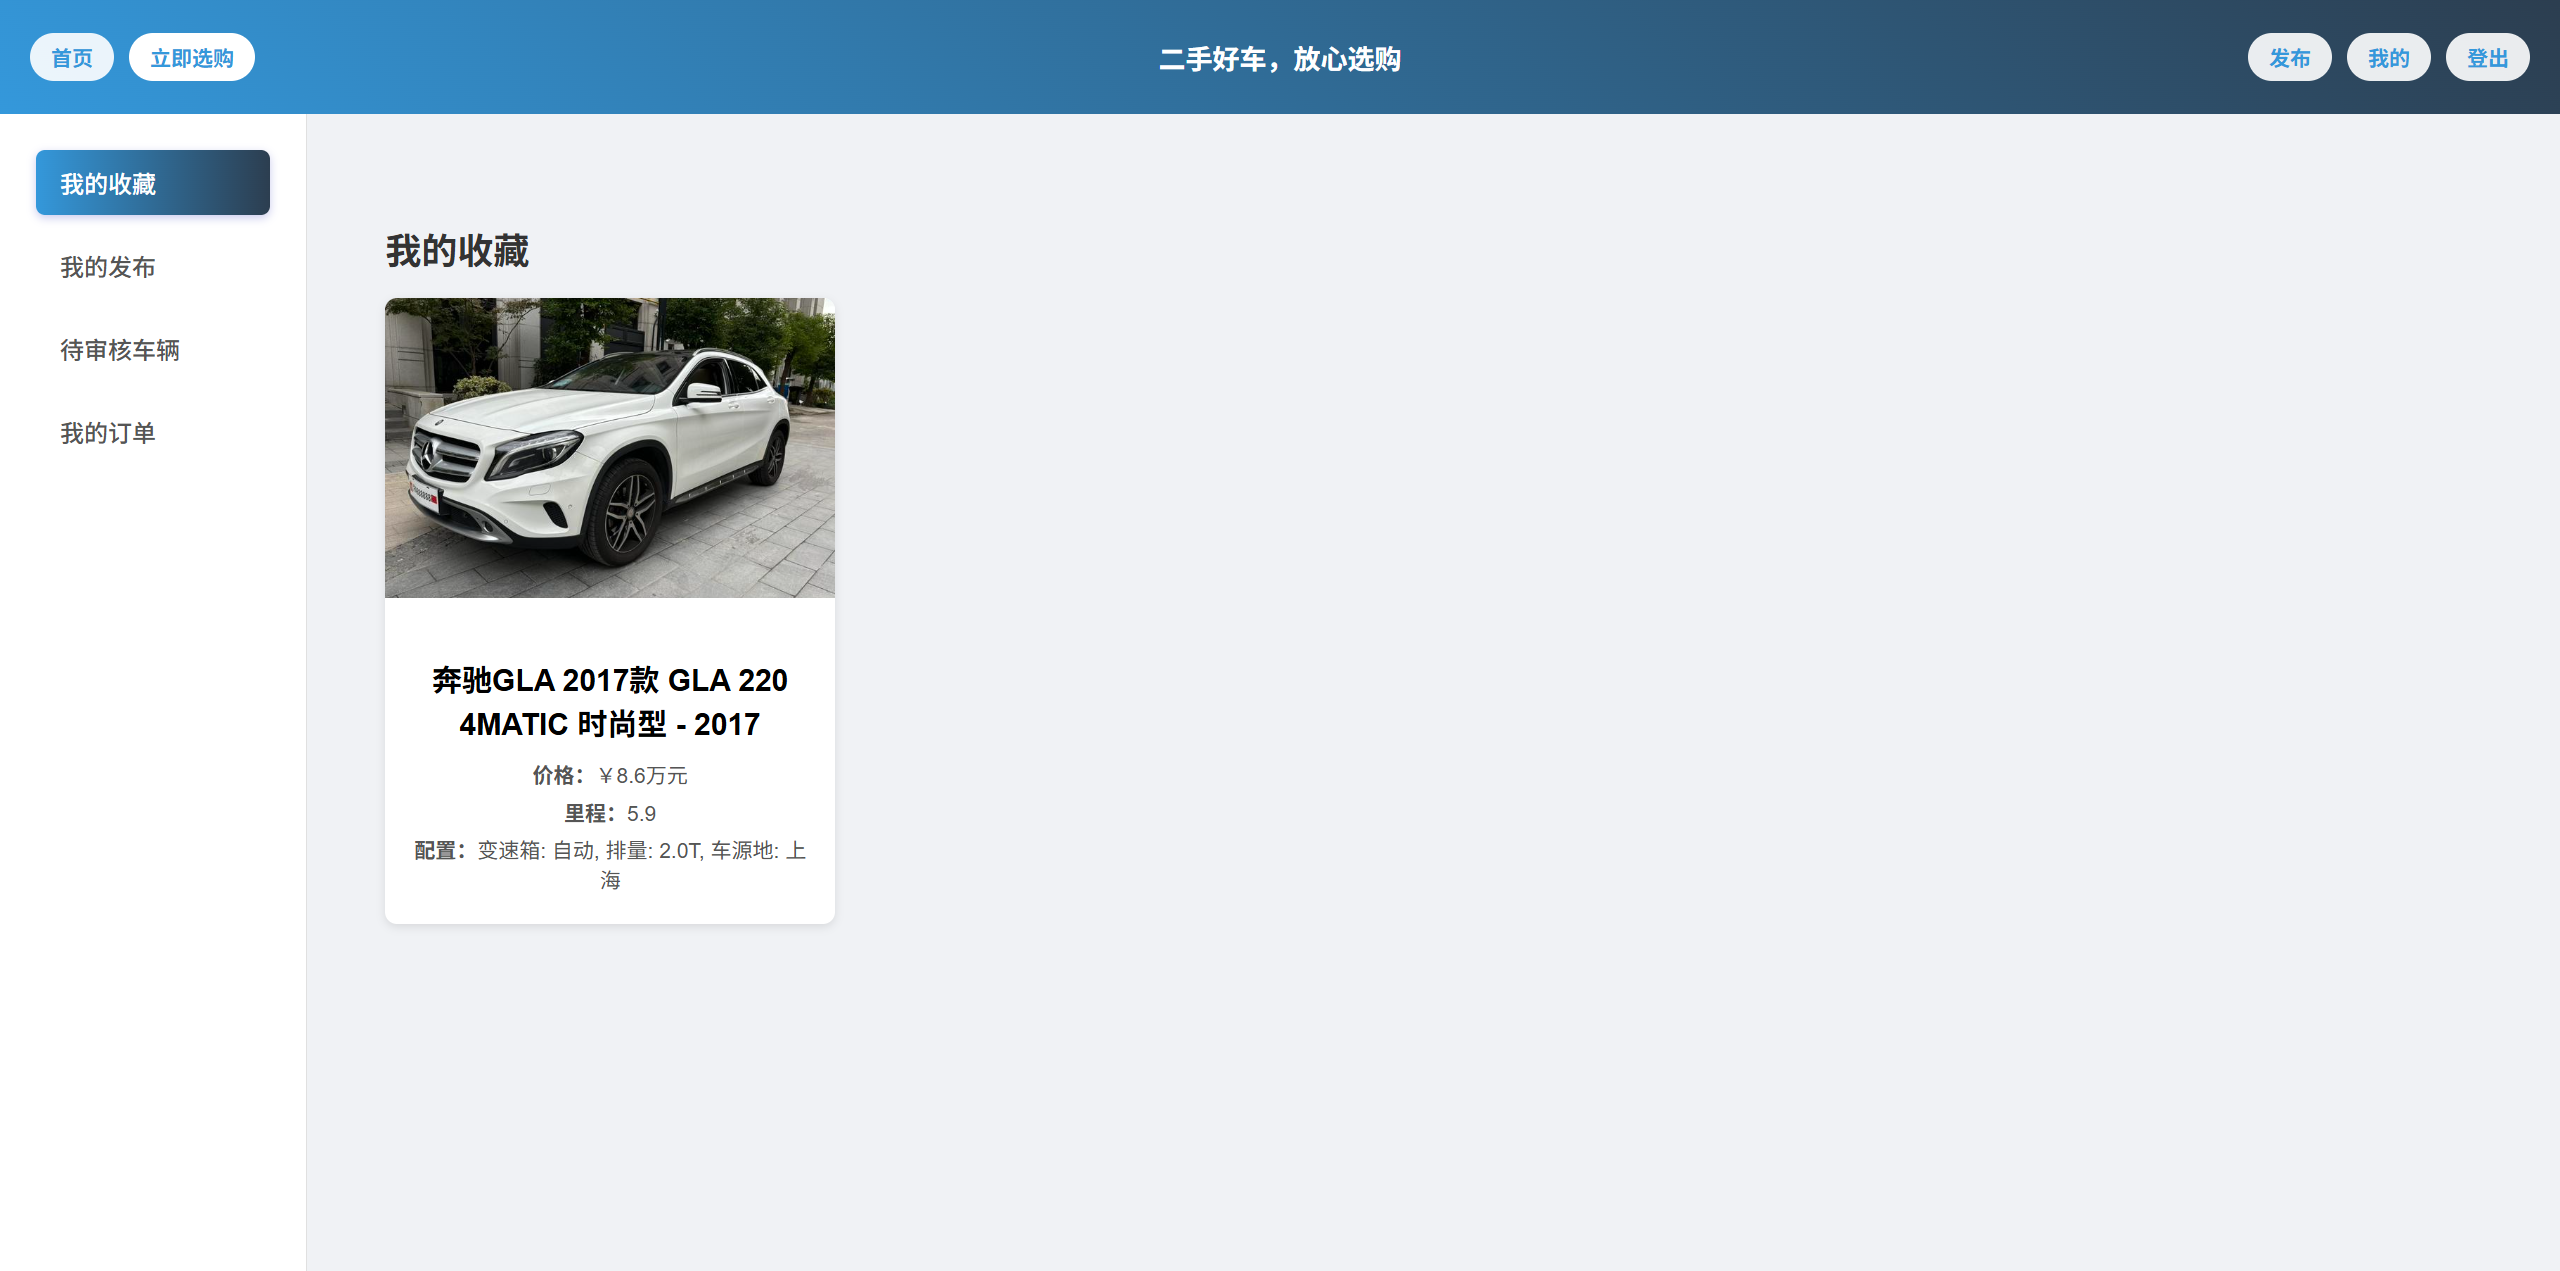 首页
立即选购
二手好车，放心选购
发布
我的
登出
我的收藏
我的发布
待审核车辆
我的订单
我的收藏
奔驰GLA 2017款 GLA 220
4MATIC 时尚型 - 2017
价格：￥8.6万元
里程：5.9
配置：变速箱: 自动, 排量: 2.0T, 车源地: 上
海